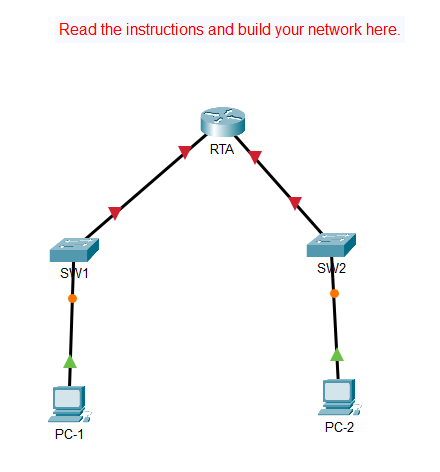 Read the instructions and build your network here.
RTA
SW1
SW2
PC-1
PC-2